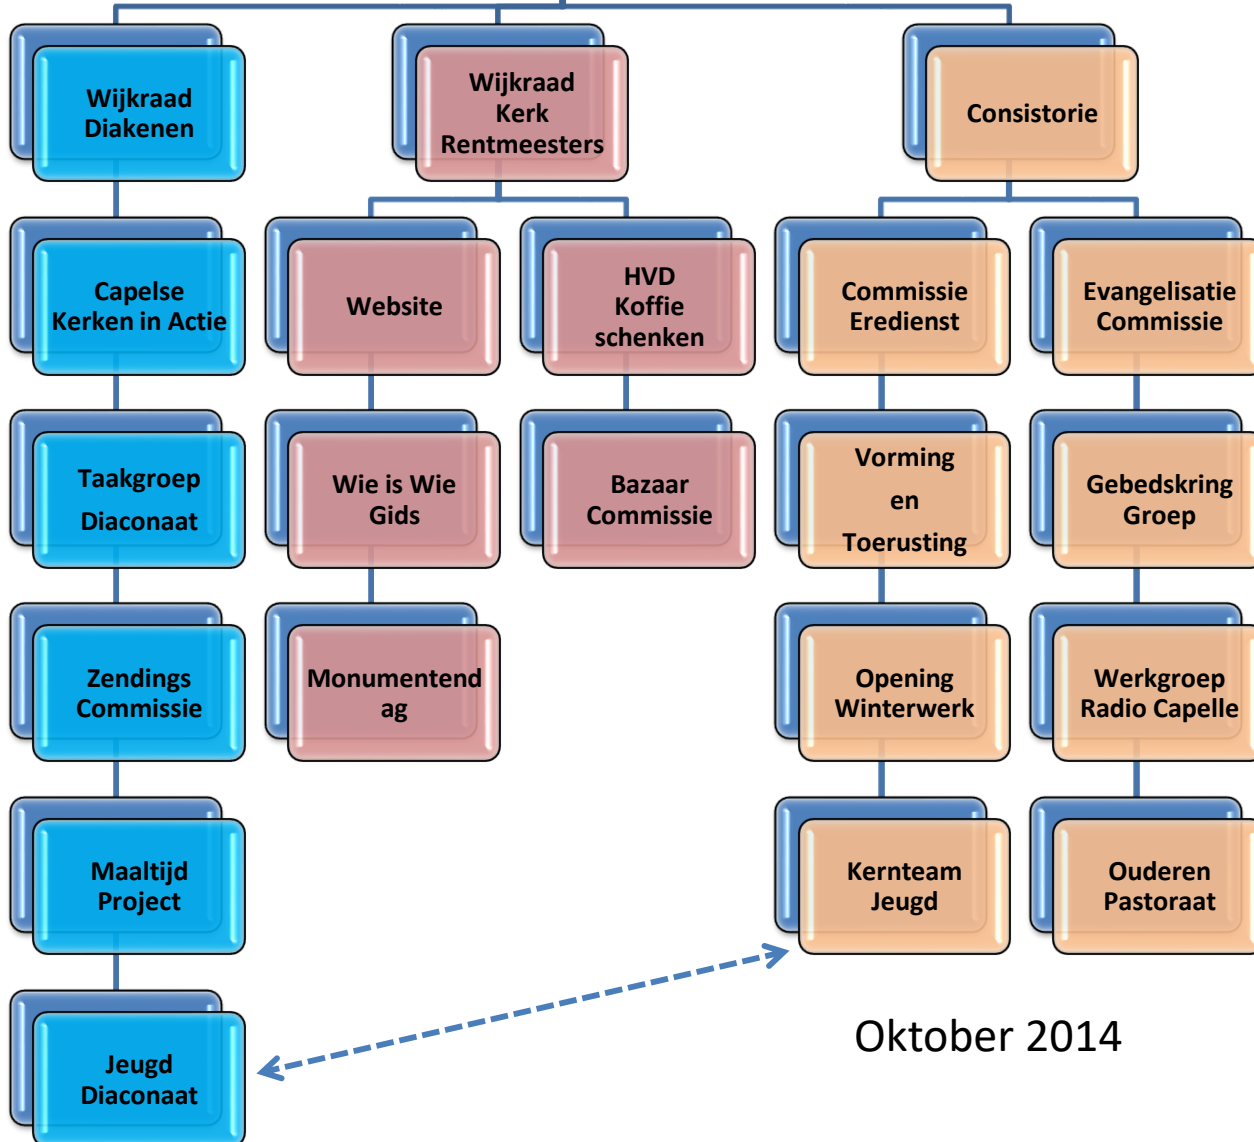 Wijkraad
Diakenen
Wijkraad
Kerk
Rentmeesters
Consistorie
Capelse
Kerken in Actie
Website
HVD
Koffie
schenken
Commissie
Eredienst
Evangelisatie
Commissie
Taakgroep
Diaconaat
Wie is Wie
Gids
Bazaar
Commissie
Vorming
en
Toerusting
Gebedskring
Groep
Zendings
Commissie
Monumentend
ag
Opening
Winterwerk
Werkgroep
Radio Capelle
Maaltijd
Project
Kernteam
Jeugd
Ouderen
Pastoraat
Jeugd
Diaconaat
Oktober 2014